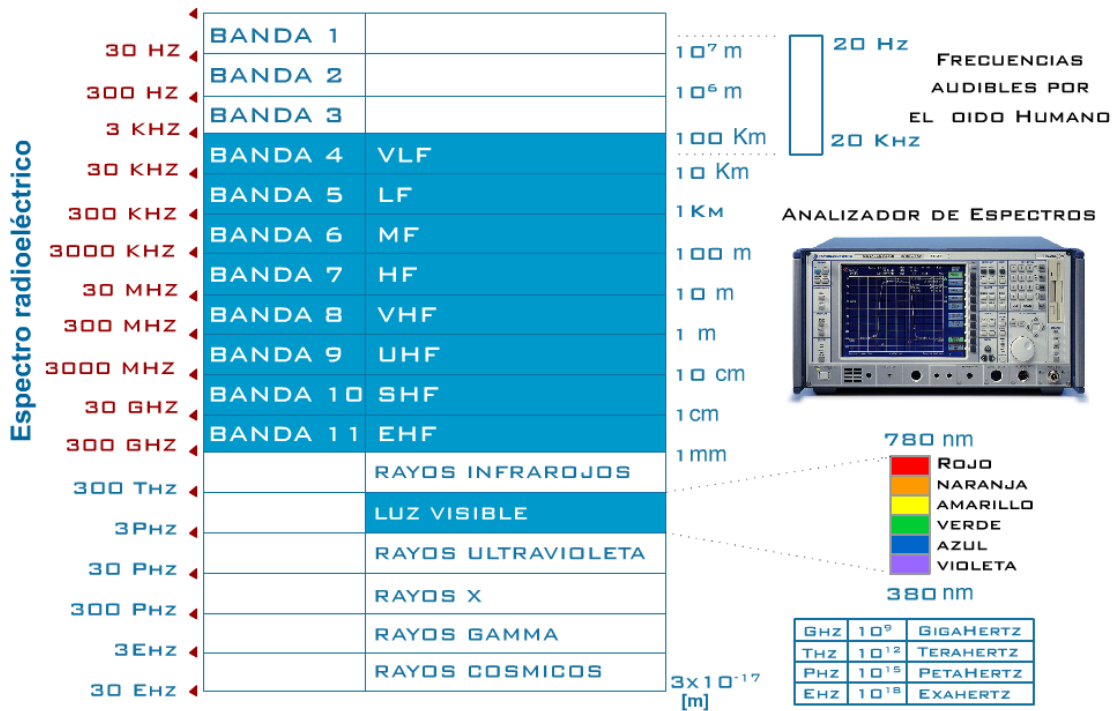 Espectro radioeléctrico
30 HZ
300 HZ
3 KHZ
30 KHZ
300 KHZ
3000 KHZ
30 MHZ
300 MHZ
3000 MHZ
30 GHZ
300 GHZ
300 THZ
3PHZ
30 PHZ
300 PHZ
3EHZ
30 EHZ
BANDA 1
BANDA 2
BANDA 3
BANDA 4 VLF
BANDA 5 LF
BANDA 6 MF
BANDA 7 HF
BANDA 8 VHF
BANDA 9 UHF
BANDA 10 SHF
BANDA 11 EHF
RAYOS INFRAROJOS
LUZ VISIBLE
RAYOS ULTRAVIOLETA
RAYOS X
RAYOS GAMMA
RAYOS COSMICOS
10⁷ m
10⁶ m
100 Km
10 Km
1KM
100 m
10 m
1 m
10 cm
1cm
1mm
3x10⁻¹⁷
[m]
20 HZ
20 KHZ
FRECUENCIAS
AUDIBLES POR
EL OIDO HUMANO
ANALIZADOR DE ESPECTROS
780 nm
ROJO
NARANJA
AMARILLO
VERDE
AZUL
VIOLETA
380 nm
GHZ 10⁹ GIGAHERTZ
THZ 10¹² TERAHERTZ
PHZ 10¹⁵ PETAHERTZ
EHZ 10¹⁸ EXAHERTZ